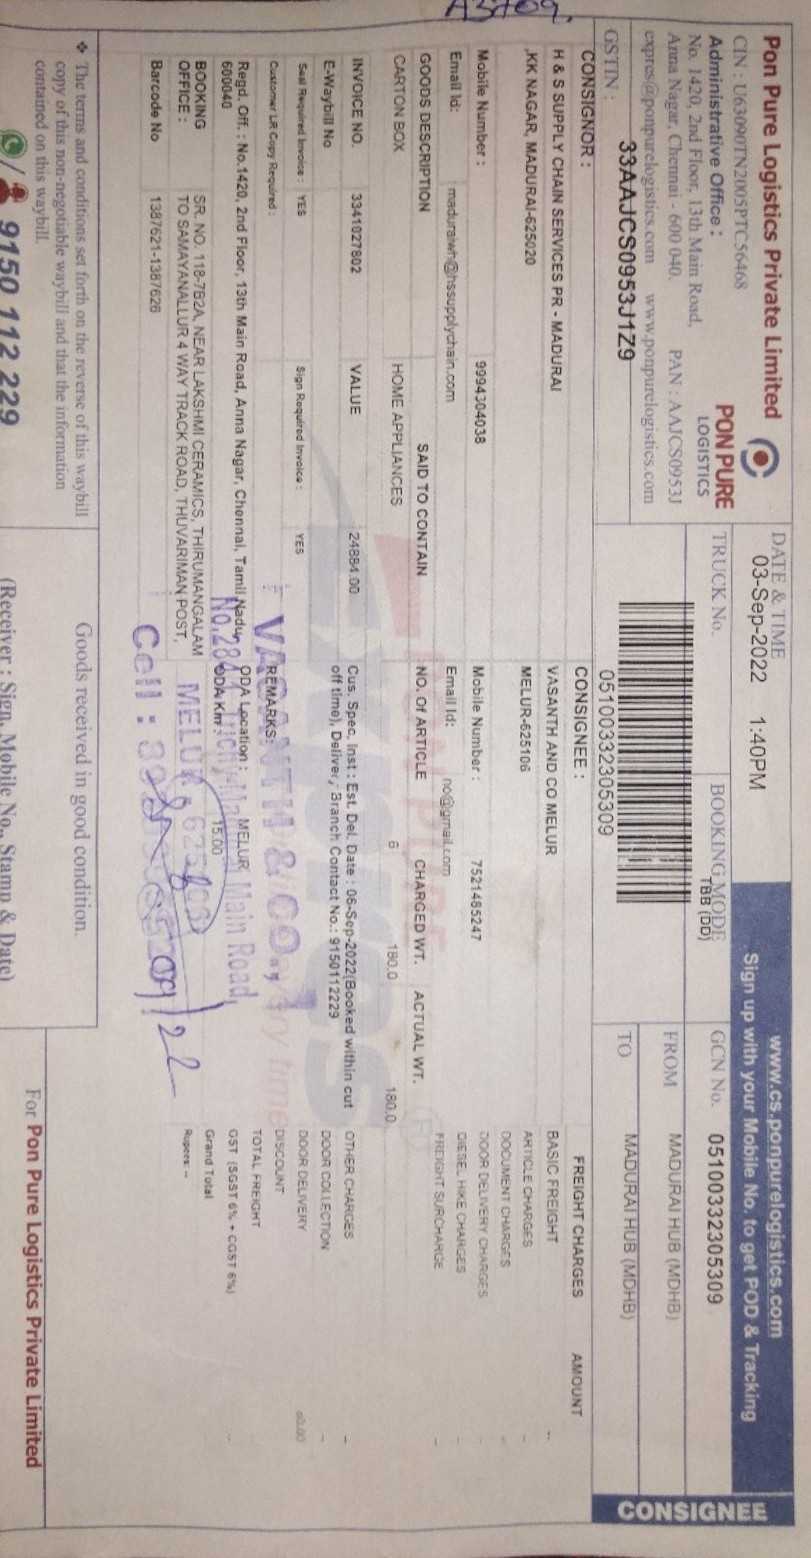 Pon Pure Logistics Private Limited
CIN : U63090TN2005PTC56468
Administrative Office :
No. 1420, 2nd Floor, 13th Main Road,
Anna Nagar, Chennai - 600 040. PAN : AAJCS0953J
expres@ponpurelogistics.com www.ponpurelogistics.com
PON PURE
LOGISTICS
GSTIN : 33AAJCS0953J1Z9
DATE & TIME
03-Sep-2022 1:40PM
TRUCK No.
BOOKING MODE
TBB (DD)
05100332305309
www.cs.ponpurelogistics.com
Sign up with your Mobile No. to get POD & Tracking
GCN No. 05100332305309
FROM MADURAI HUB (MDHB)
TO MADURAI HUB (MDHB)
CONSIGNEE
CONSIGNOR :
H & S SUPPLY CHAIN SERVICES PR - MADURAI
,KK NAGAR, MADURAI-625020
Mobile Number : 9994304038
Email Id: maduraiwh@hssupplychain.com
CONSIGNEE :
VASANTH AND CO MELUR
MELUR-625106
Mobile Number : 7521485247
Email Id: no@gmail.com
GOODS DESCRIPTION SAID TO CONTAIN NO. Of ARTICLE CHARGED WT. ACTUAL WT.
CARTON BOX HOME APPLIANCES 6 180.0 180.0
INVOICE NO. 3341027802 VALUE 24884.00
E-Waybill No
Seal Required Invoice : YES Sign Required Invoice : YES
Customer LR Copy Required :
Cus. Spec, Inst : Est. Del. Date : 06-Sep-2022(Booked within cut
off time), Deliver, Branch Contact No.: 9150112229
REMARKS:
Regd. Off. : No.1420, 2nd Floor, 13th Main Road, Anna Nagar, Chennai, Tamil Nadu,
600040
ODA Location : MELUR
ODA Km : 15.00
BOOKING OFFICE : SR. NO. 118-7B2A, NEAR LAKSHMI CERAMICS, THIRUMANGALAM
TO SAMAYANALLUR 4 WAY TRACK ROAD, THUVARIMAN POST,
Barcode No 1387621-1387626
FREIGHT CHARGES AMOUNT
BASIC FREIGHT --
ARTICLE CHARGES -
DOCUMENT CHARGES
DOOR DELIVERY CHARGES -
DIESEL HIKE CHARGES -
FREIGHT SURCHARGE -
OTHER CHARGES -
DOOR COLLECTION -
DOOR DELIVERY
DISCOUNT
TOTAL FREIGHT
GST (SGST 6% + CGST 6%)
Grand Total
Rupees: --
VASANTH & CO.,
Main Road,
MELUR
Cell :
❖ The terms and conditions set forth on the reverse of this waybill
copy of this non-negotiable waybill and that the information
contained on this waybill.
9150 112 229
Goods received in good condition.
(Receiver : Sign, Mobile No., Stamp & Date)
For Pon Pure Logistics Private Limited